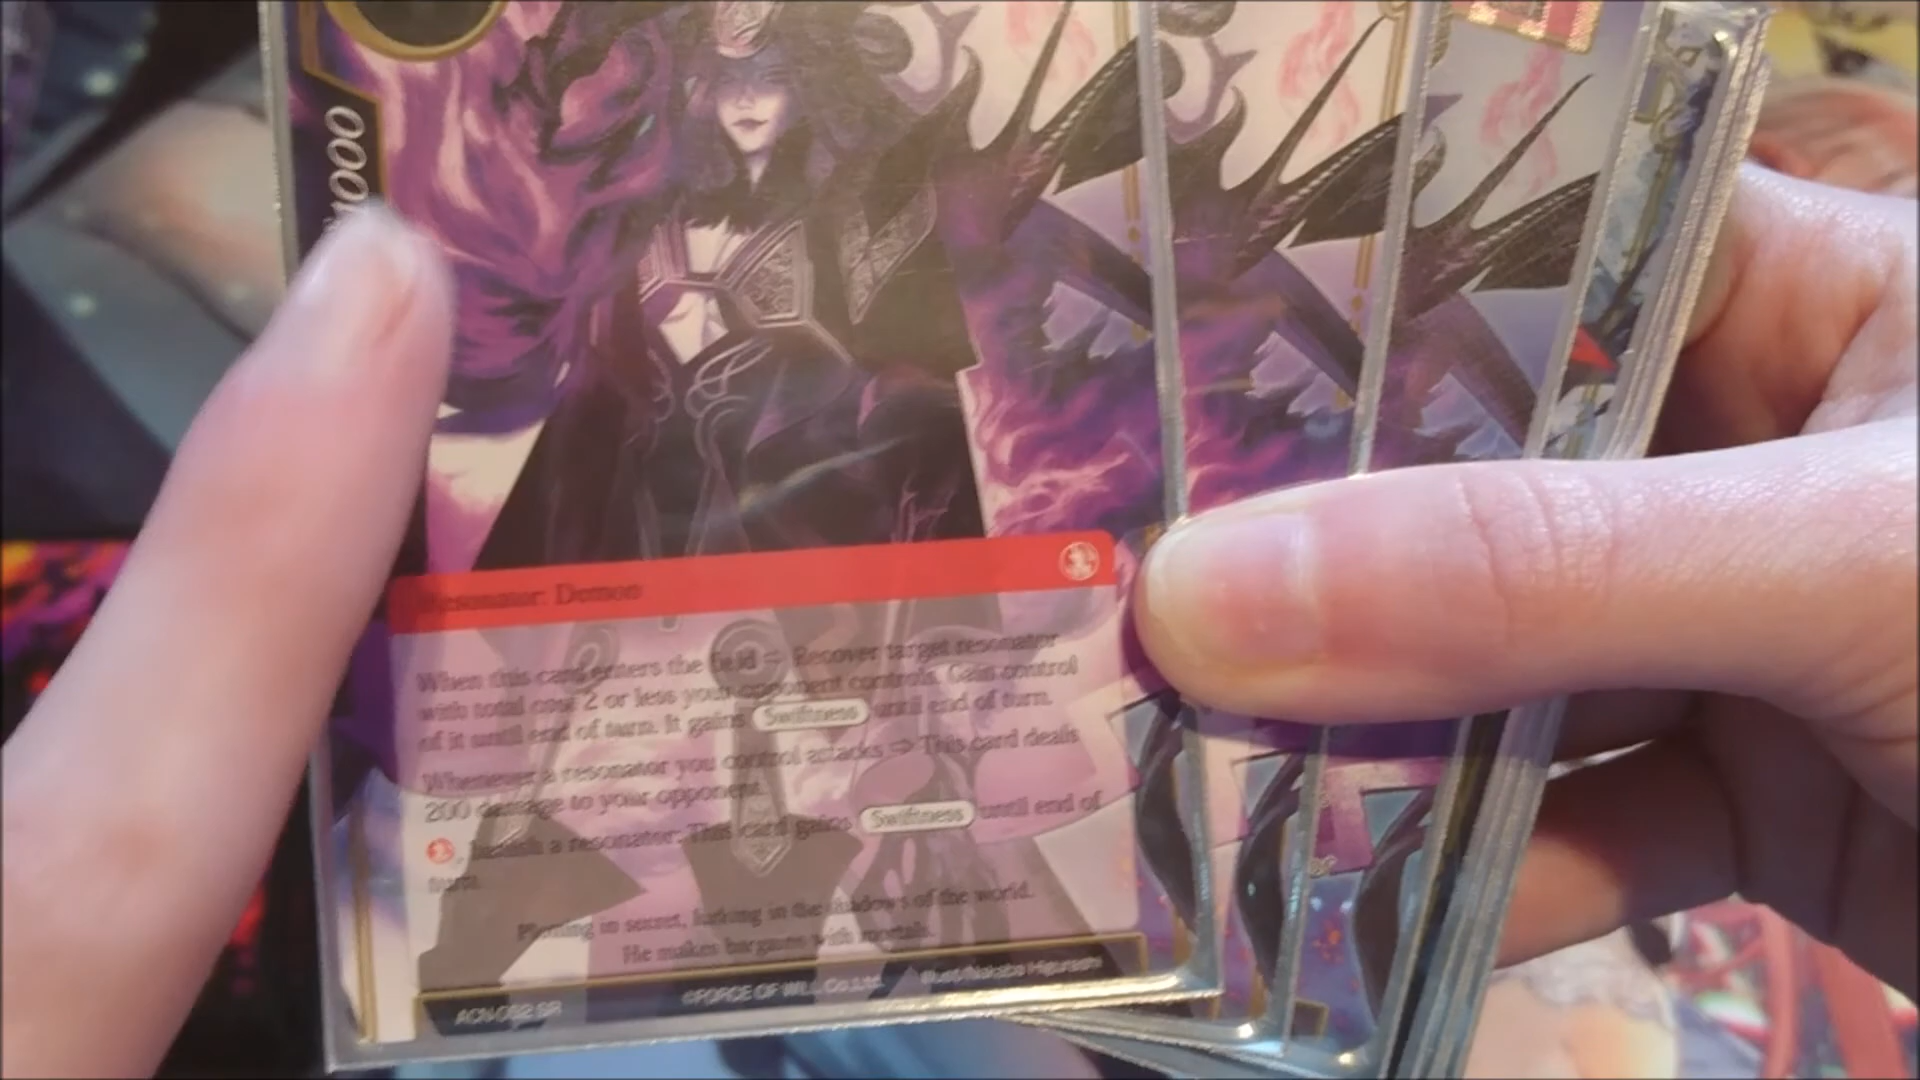 1000
Resonator: Demon
When this card enters the field ⇒ Recover target resonator
with total cost 2 or less your opponent controls. Gain control
of it until end of turn. It gains Swiftness until end of turn.
Whenever a resonator you control attacks ⇒ This card deals
200 damage to your opponent.
, banish a resonator: This card gains Swiftness until end of
turn.
Plotting in secret, lurking in the shadows of the world.
He makes bargains with mortals.
©FORCE OF WILL Co.,Ltd.